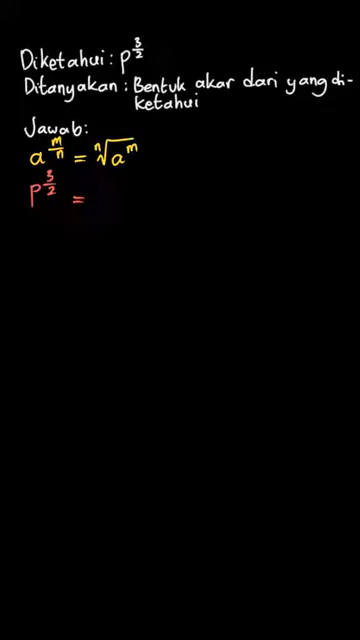 Diketahui : p^(3/2)
Ditanyakan : Bentuk akar dari yang di-
ketahui
Jawab:
a^(m/n) = ⁿ√(a^m)
p^(3/2) =